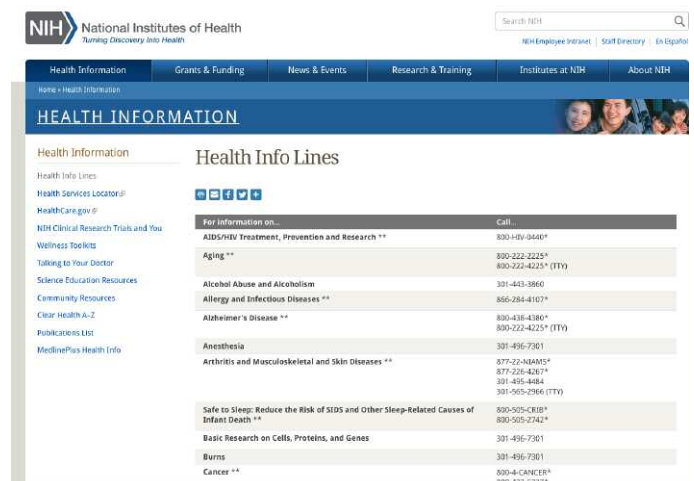 NIH National Institutes of Health
Turning Discovery Into Health
Search NIH
NIH Employee Intranet | Staff Directory | En Español
Health Information Grants & Funding News & Events Research & Training Institutes at NIH About NIH
Home » Health Information
HEALTH INFORMATION
Health Information
Health Info Lines
Health Services Locator
HealthCare.gov
NIH Clinical Research Trials and You
Wellness Toolkits
Talking to Your Doctor
Science Education Resources
Community Resources
Clear Health A-Z
Publications List
MedlinePlus Health Info
Health Info Lines
For information on... Call...
AIDS/HIV Treatment, Prevention and Research ** 800-HIV-0440*
Aging ** 800-222-2225*
800-222-4225* (TTY)
Alcohol Abuse and Alcoholism 301-443-3860
Allergy and Infectious Diseases ** 866-284-4107*
Alzheimer's Disease ** 800-438-4380*
800-222-4225* (TTY)
Anesthesia 301-496-7301
Arthritis and Musculoskeletal and Skin Diseases ** 877-22-NIAMS*
877-226-4267*
301-495-4484
301-565-2966 (TTY)
Safe to Sleep: Reduce the Risk of SIDS and Other Sleep-Related Causes of 800-505-CRIB*
Infant Death ** 800-505-2742*
Basic Research on Cells, Proteins, and Genes 301-496-7301
Burns 301-496-7301
Cancer ** 800-4-CANCER*